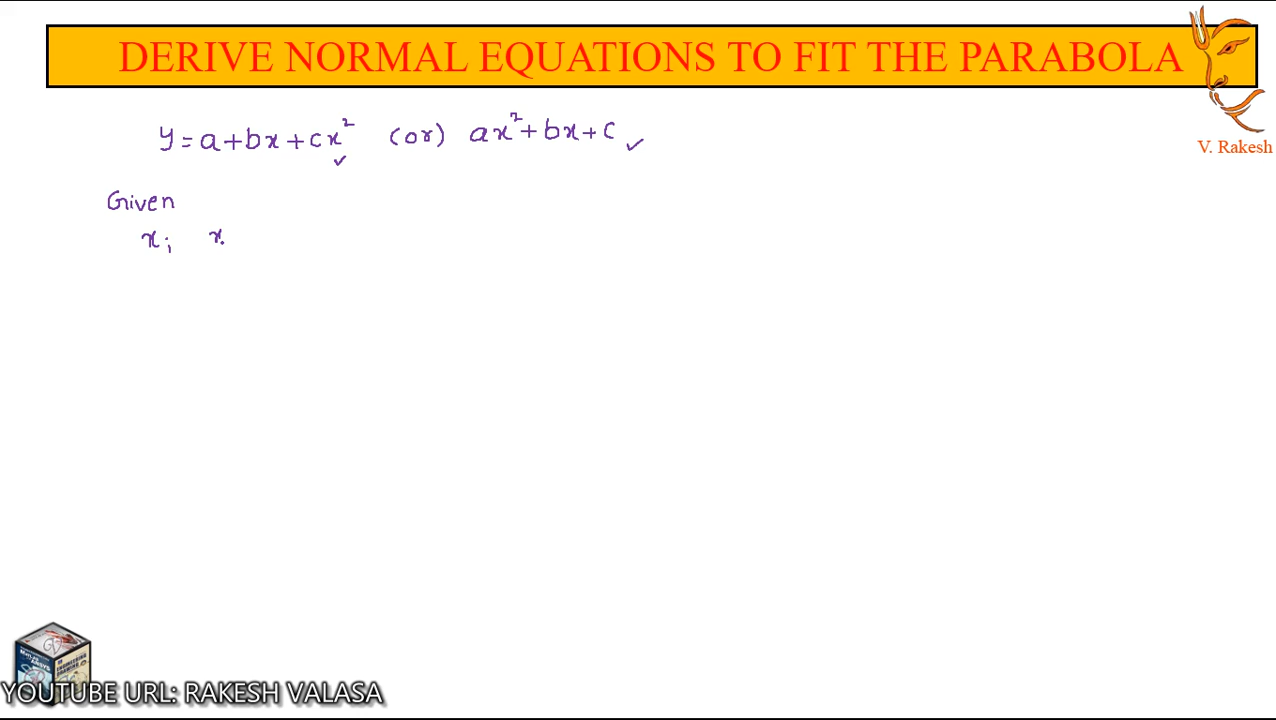 DERIVE NORMAL EQUATIONS TO FIT THE PARABOLA
V. Rakesh
y = a + bx + cx² (or) ax² + bx + c
Given
xᵢ x
YOUTUBE URL: RAKESH VALASA